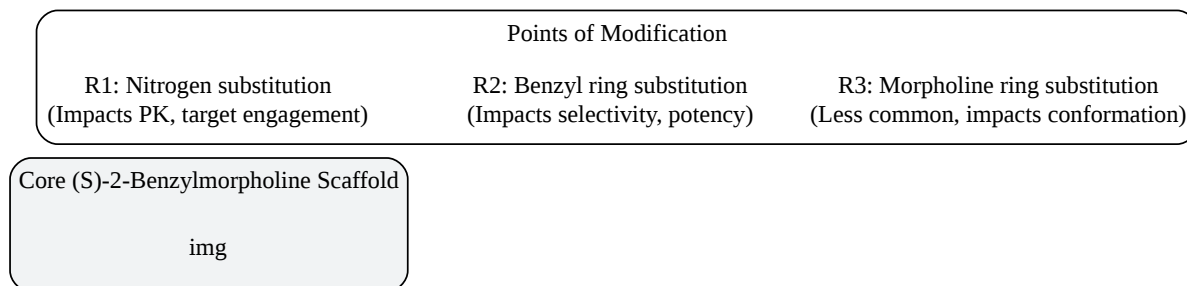 Points of Modification
R1: Nitrogen substitution
(Impacts PK, target engagement)
R2: Benzyl ring substitution
(Impacts selectivity, potency)
R3: Morpholine ring substitution
(Less common, impacts conformation)
Core (S)-2-Benzylmorpholine Scaffold
img